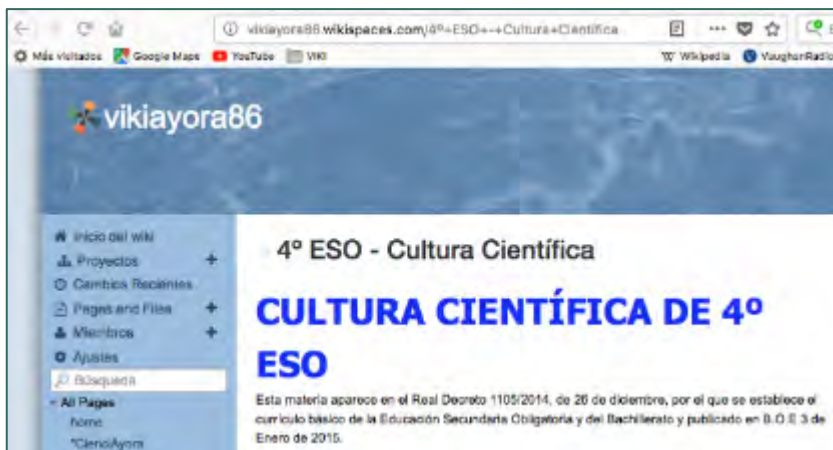 vikiayora86.wikispaces.com/4º+ESO+-+Cultura+Científica
Más visitados Google Maps YouTube VIKI Wikipedia VaughanRadio
vikiayora86
Inicio del wiki
Proyectos +
Cambios Recientes
Pages and Files +
Miembros +
Ajustes
Búsqueda
All Pages
home
*CienciAyora
4º ESO - Cultura Científica
CULTURA CIENTÍFICA DE 4º
ESO
Esta materia aparece en el Real Decreto 1105/2014, de 26 de diciembre, por el que se establece el
currículo básico de la Educación Secundaria Obligatoria y del Bachillerato y publicado en B.O.E 3 de
Enero de 2015.